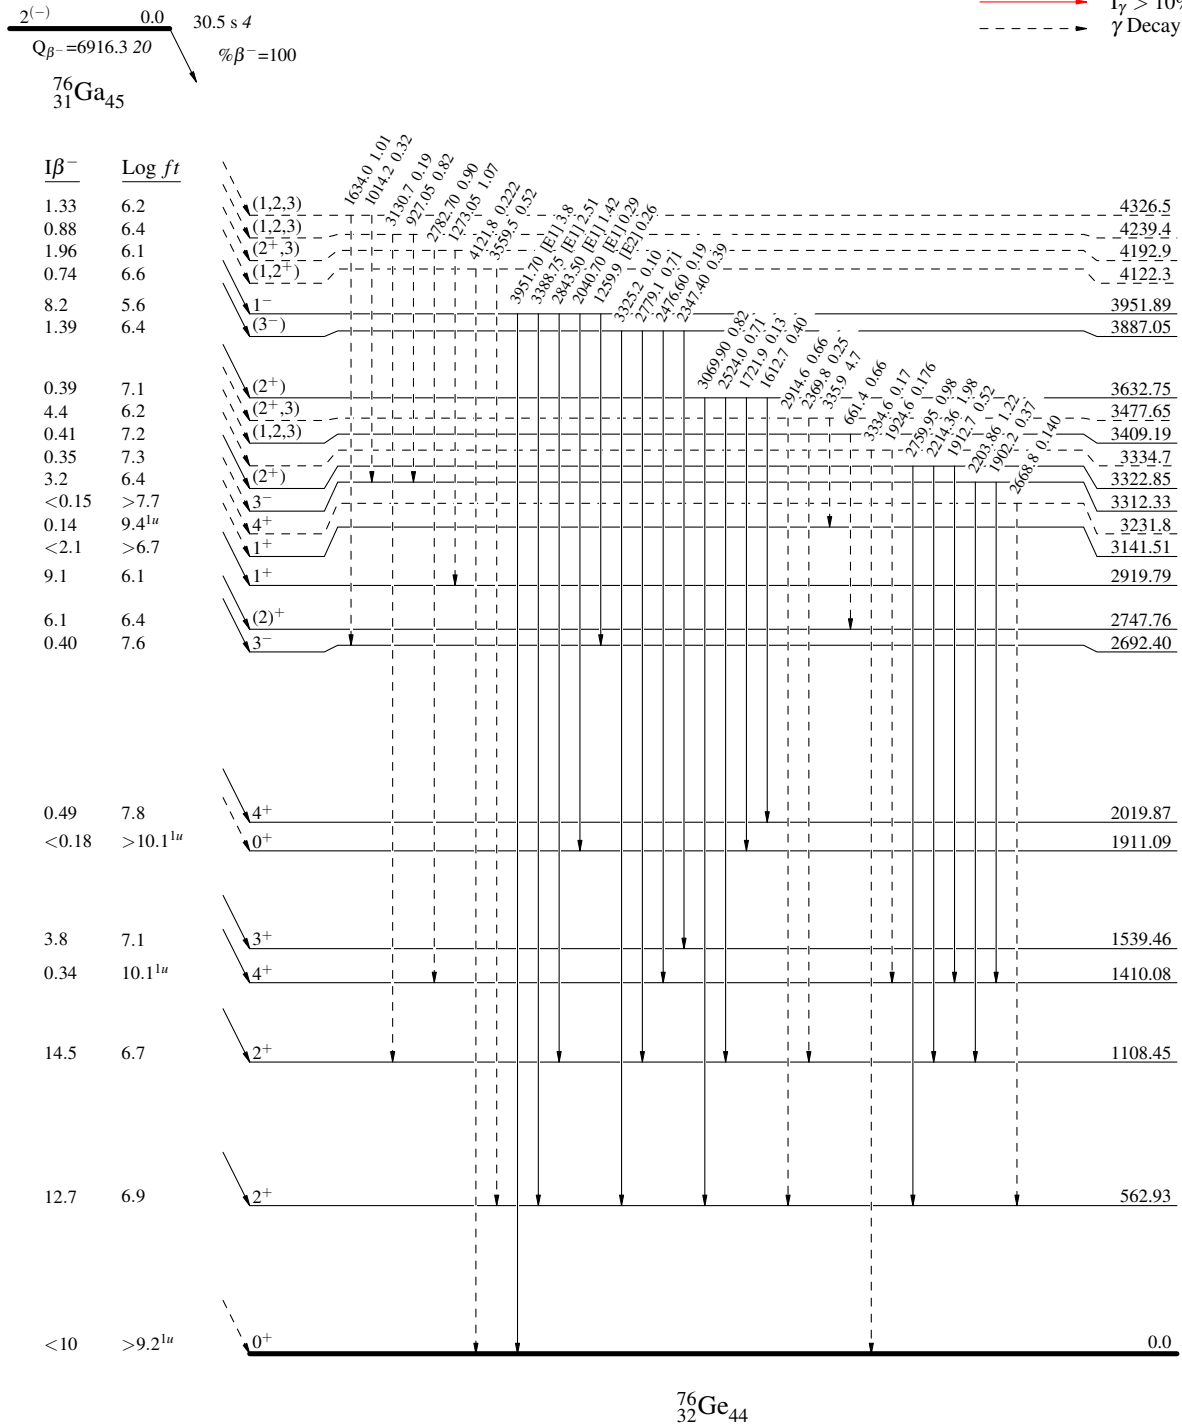 2(−) 0.0 30.5 s 4
Qβ−=6916.3 20
%β−=100
76 31Ga45
Iγ > 10%
γ Decay
Iβ− Log ft
1634.0 1.01
1014.2 0.32
3130.7 0.19
927.05 0.82
2782.70 0.90
1273.05 1.07
4121.8 0.222
3559.5 0.52
3951.70 [E1] 3.8
3388.75 [E1] 2.51
2843.50 [E1] 1.42
2040.70 [E1] 0.29
1259.9 [E2] 0.26
3325.2 0.10
2779.1 0.71
2476.60 0.19
2347.40 0.39
3069.90 0.82
2524.0 0.71
1721.9 0.13
1612.7 0.40
2914.6 0.66
2369.8 0.25
335.9 4.7
661.4 0.66
3334.6 0.17
1924.6 0.176
2759.95 0.98
2214.36 1.98
1912.7 0.52
2203.86 1.22
1902.2 0.37
2668.8 0.140
1.33 6.2 (1,2,3) 4326.5
0.88 6.4 (1,2,3) 4239.4
1.96 6.1 (2+,3) 4192.9
0.74 6.6 (1,2+) 4122.3
8.2 5.6 1− 3951.89
1.39 6.4 (3−) 3887.05
0.39 7.1 (2+) 3632.75
4.4 6.2 (2+,3) 3477.65
0.41 7.2 (1,2,3) 3409.19
0.35 7.3 3334.7
3.2 6.4 (2+) 3322.85
<0.15 >7.7 3− 3312.33
0.14 9.41u 4+ 3231.8
<2.1 >6.7 1+ 3141.51
9.1 6.1 1+ 2919.79
6.1 6.4 (2)+ 2747.76
0.40 7.6 3− 2692.40
0.49 7.8 4+ 2019.87
<0.18 >10.11u 0+ 1911.09
3.8 7.1 3+ 1539.46
0.34 10.11u 4+ 1410.08
14.5 6.7 2+ 1108.45
12.7 6.9 2+ 562.93
<10 >9.21u 0+ 0.0
76 32Ge44